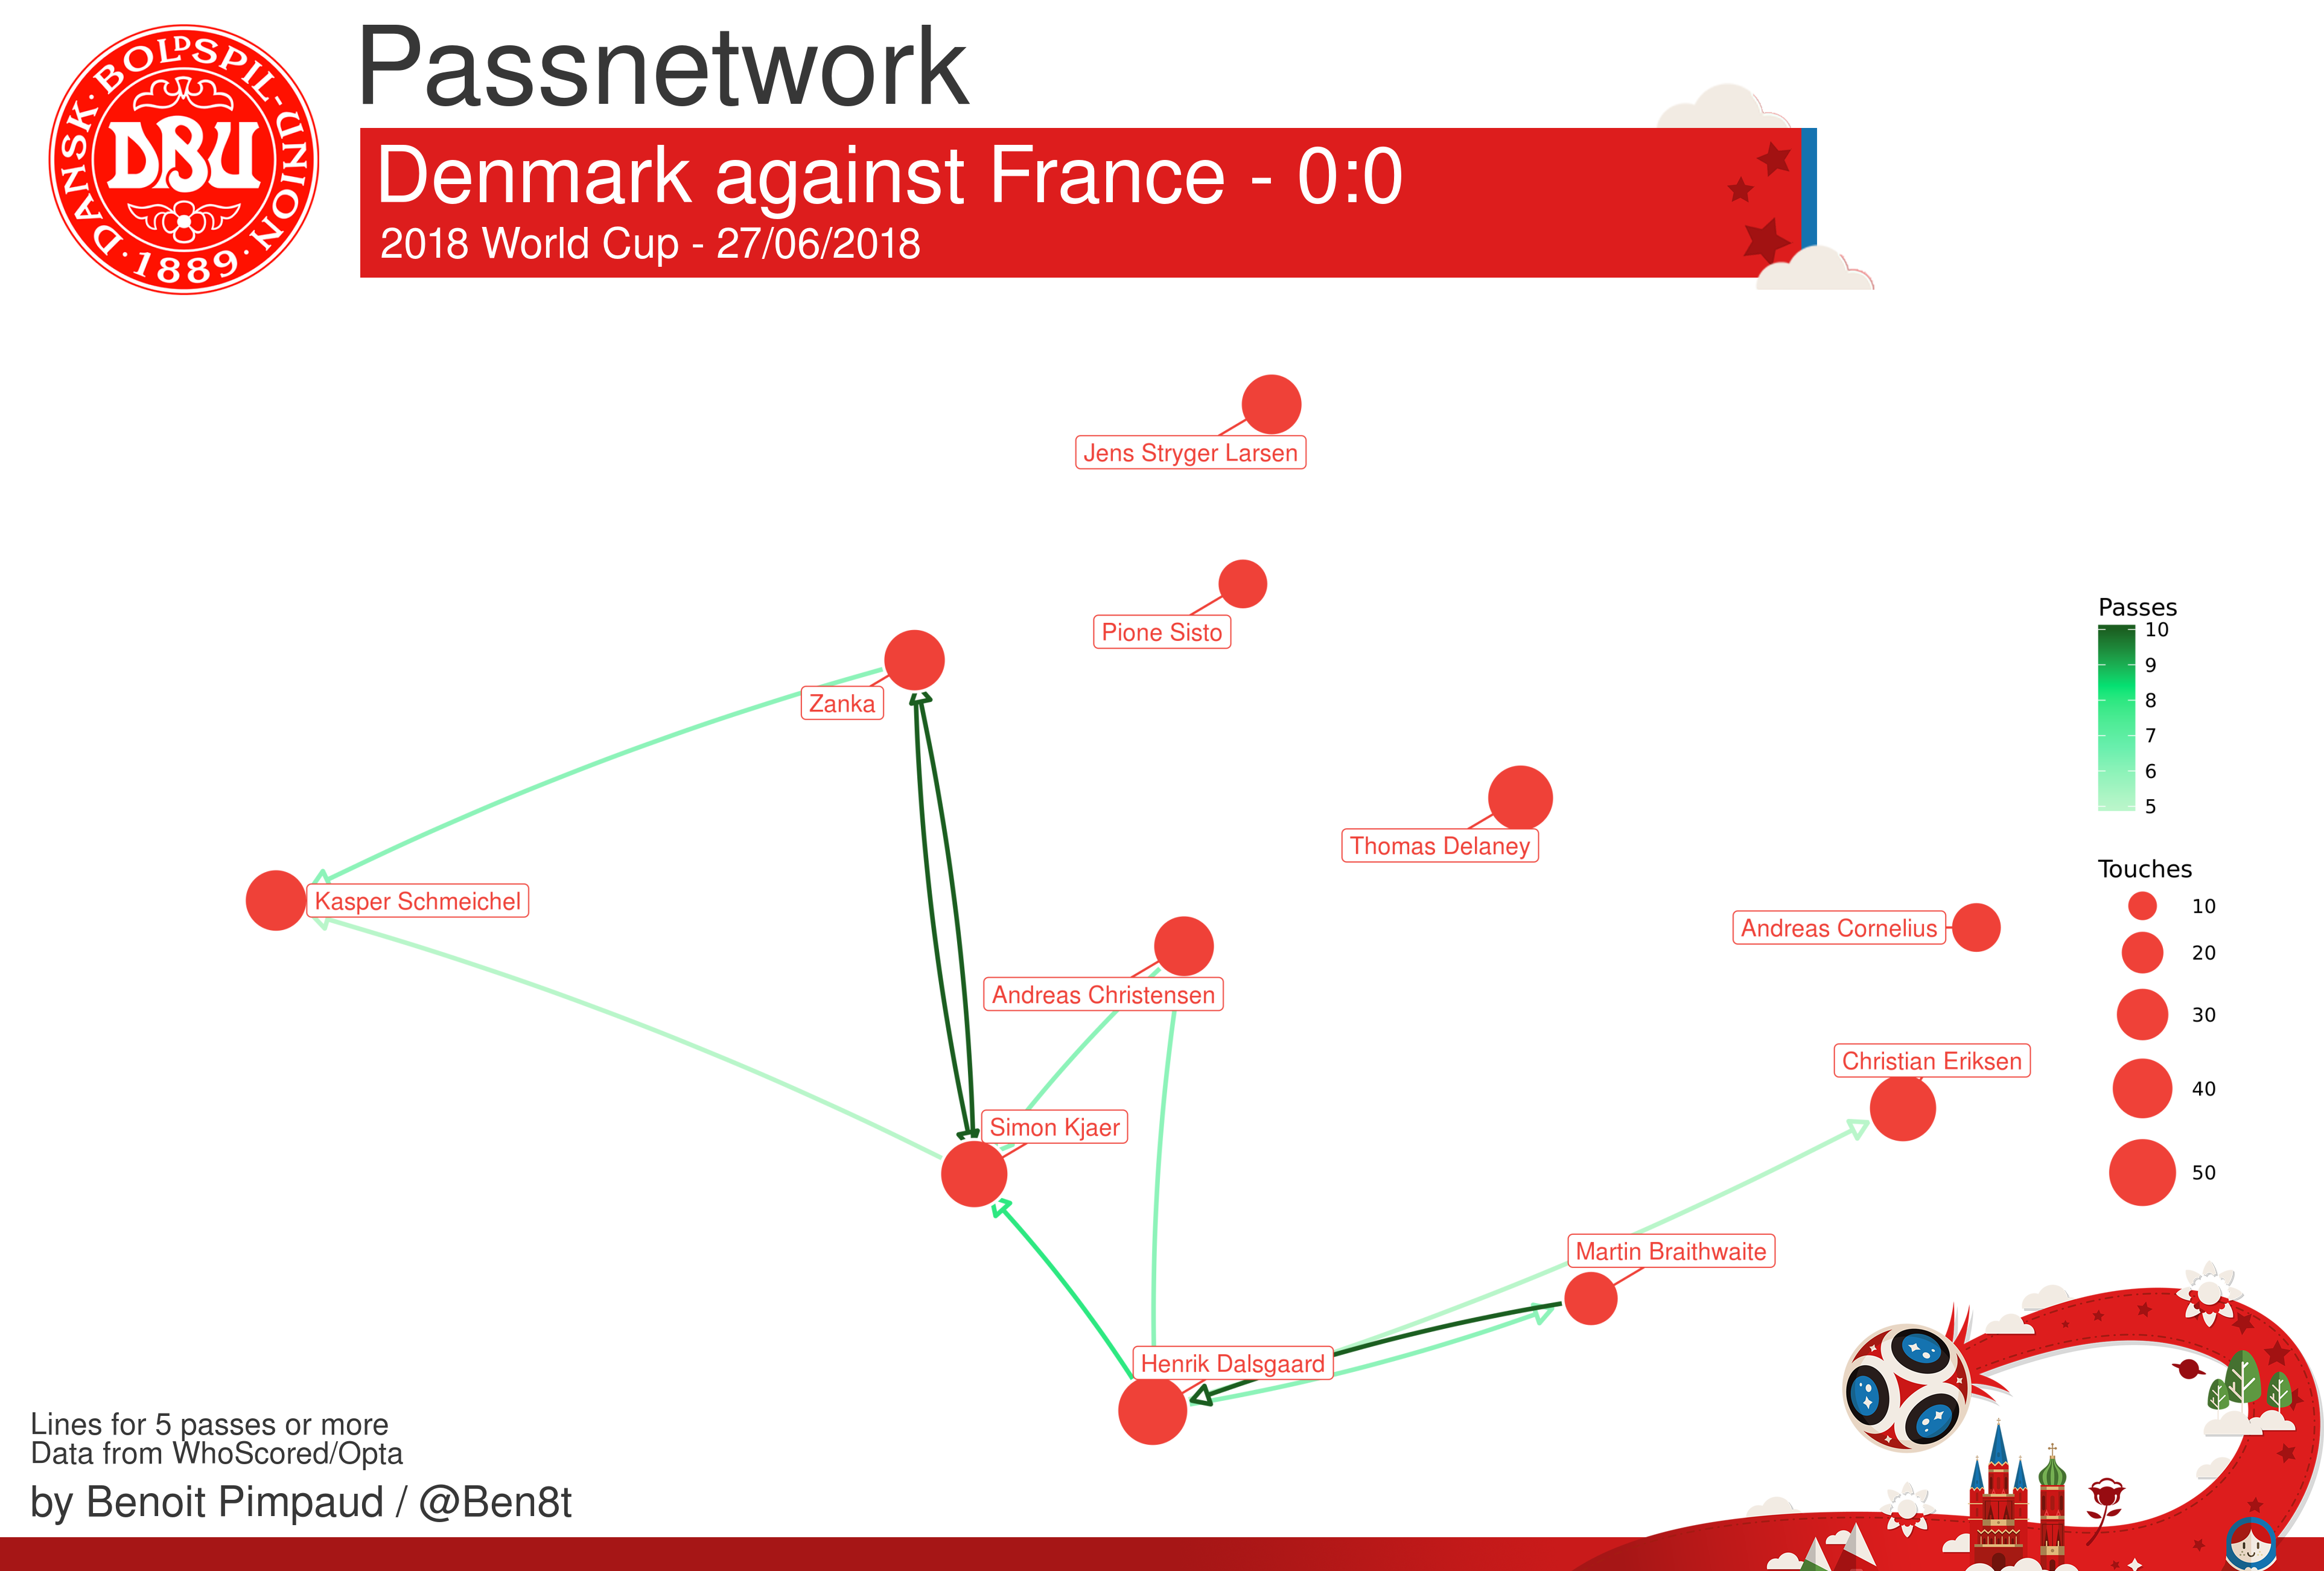 DANSK · BOLDSPIL-UNION ·
DBU
· 1889 ·
Passnetwork
Denmark against France - 0:0
2018 World Cup - 27/06/2018
Jens Stryger Larsen
Pione Sisto
Zanka
Thomas Delaney
Kasper Schmeichel
Andreas Cornelius
Andreas Christensen
Christian Eriksen
Simon Kjaer
Martin Braithwaite
Henrik Dalsgaard
Passes
10
9
8
7
6
5
Touches
10
20
30
40
50
Lines for 5 passes or more
Data from WhoScored/Opta
by Benoit Pimpaud / @Ben8t